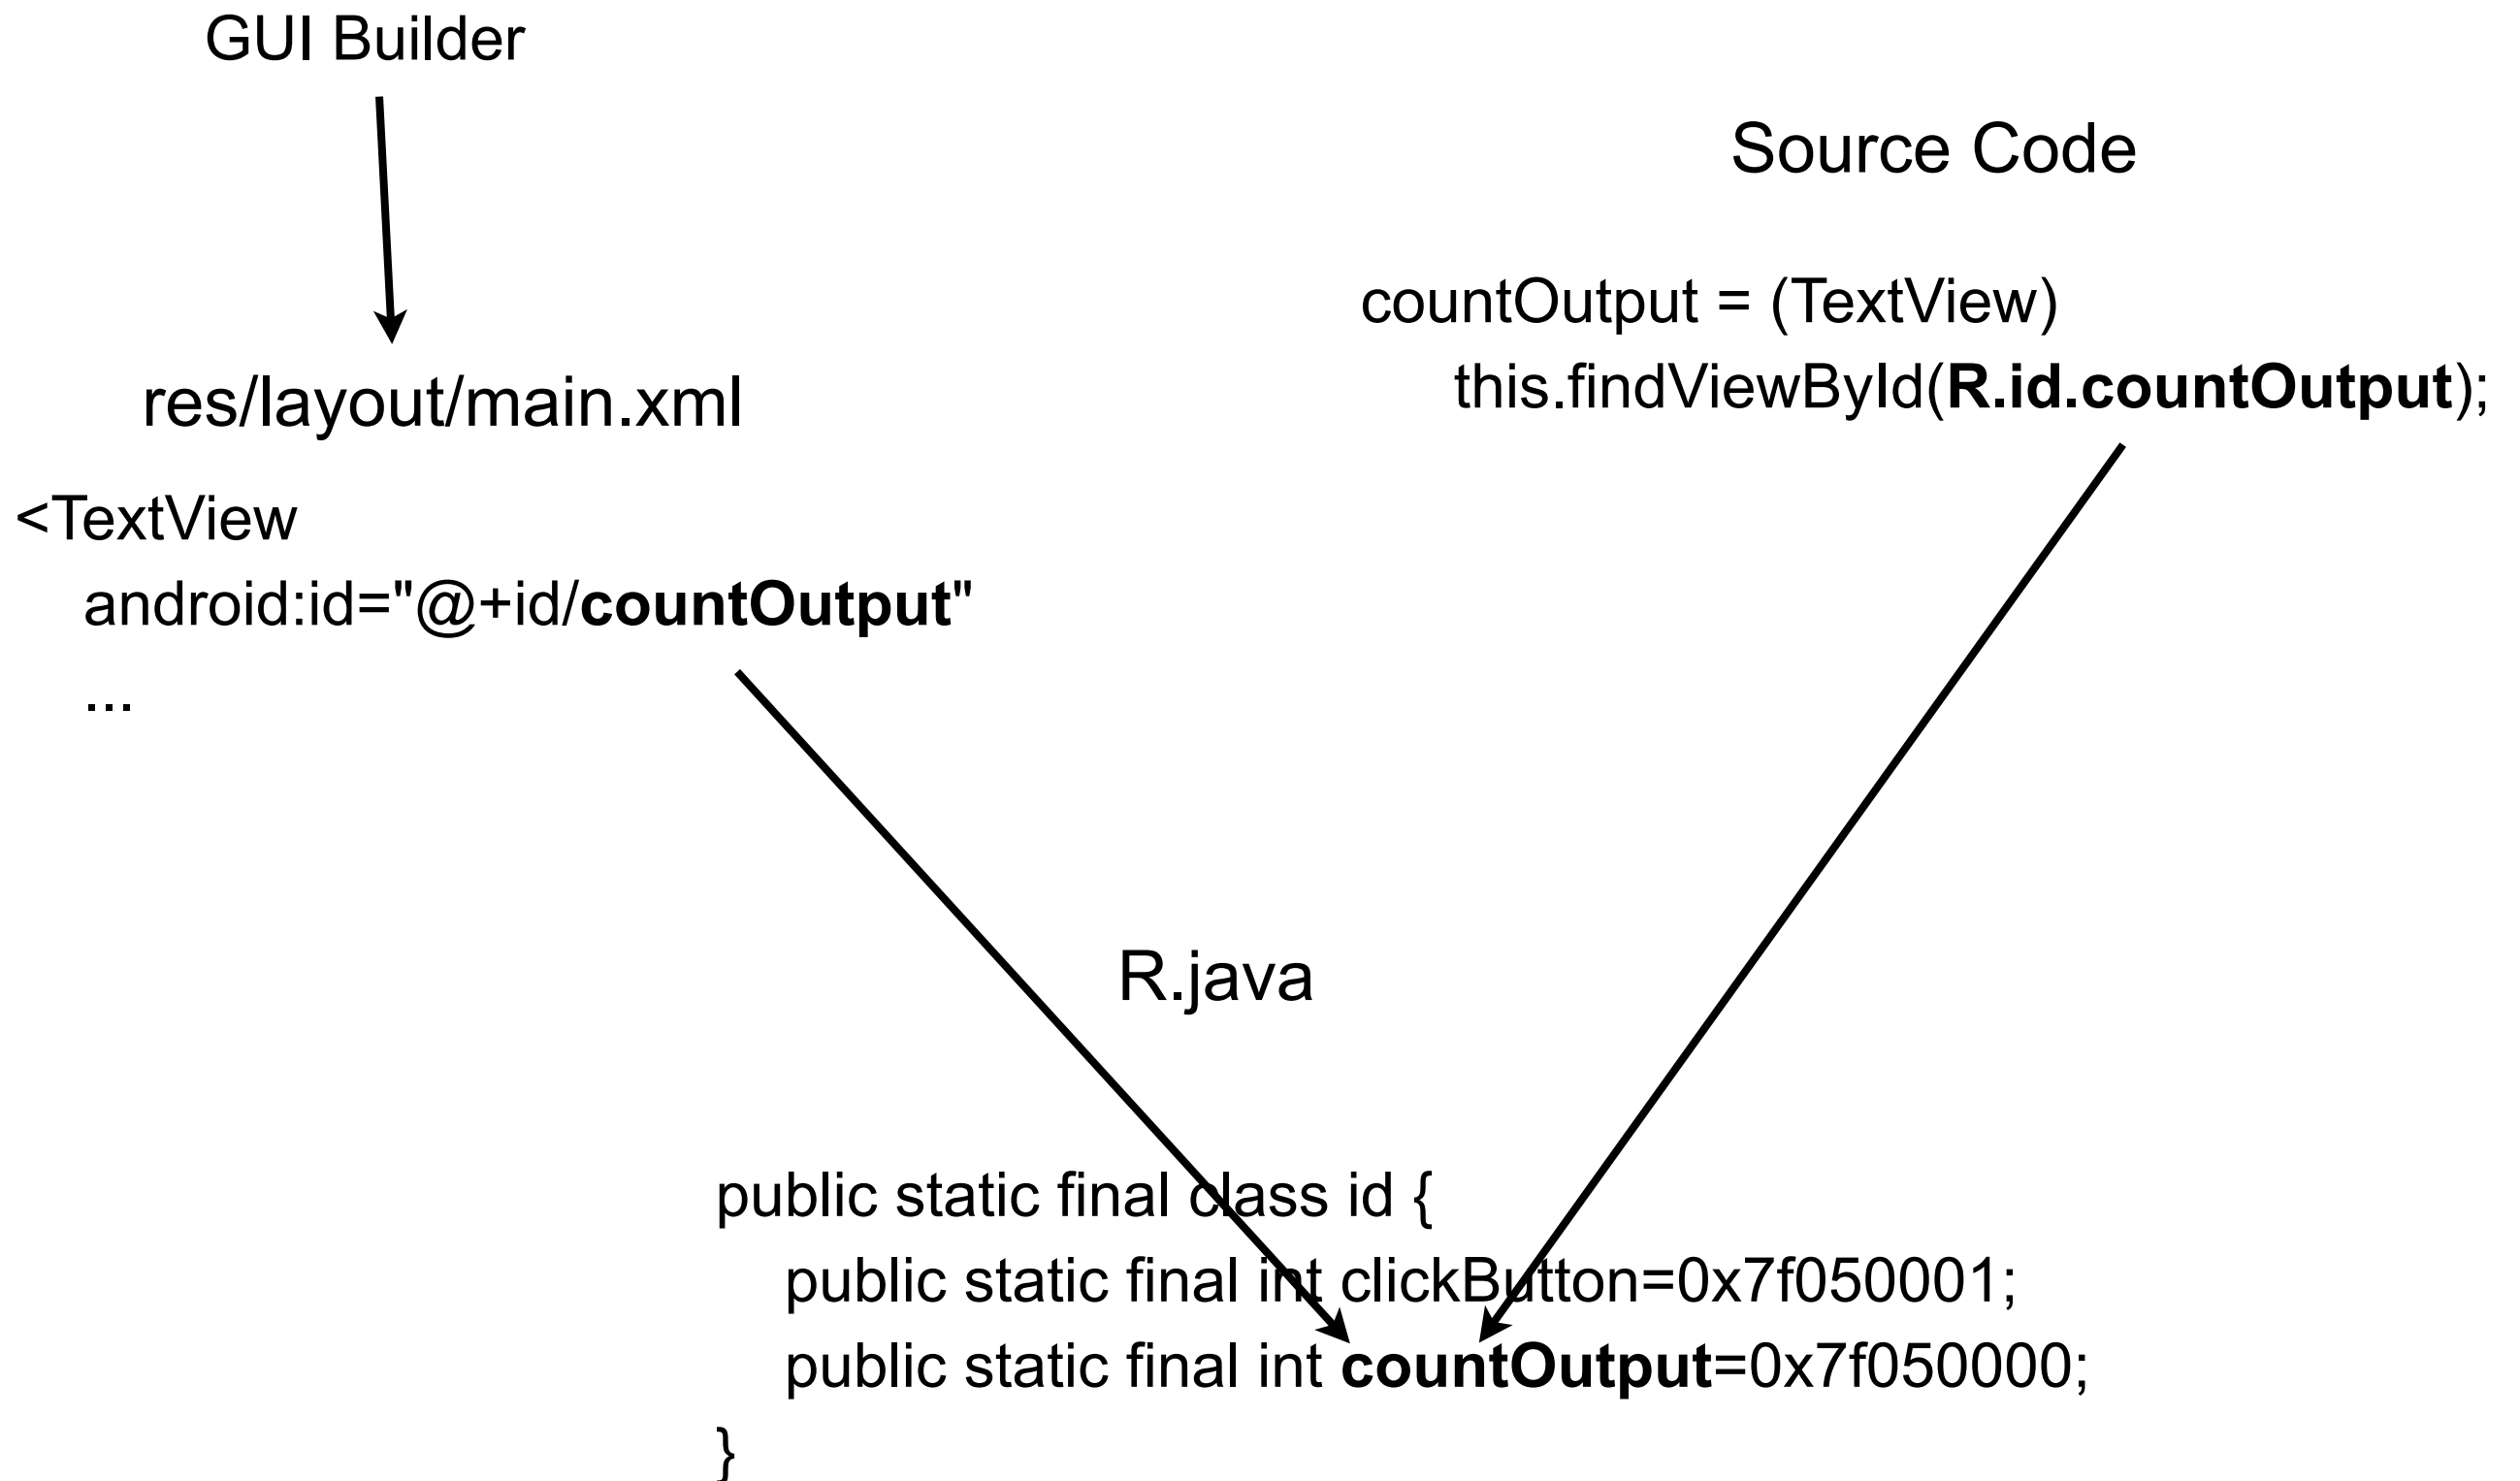 GUI Builder
res/layout/main.xml
<TextView
android:id="@+id/countOutput"
...
Source Code
countOutput = (TextView)
this.findViewById(R.id.countOutput);
R.java
public static final class id {
public static final int clickButton=0x7f050001;
public static final int countOutput=0x7f050000;
}